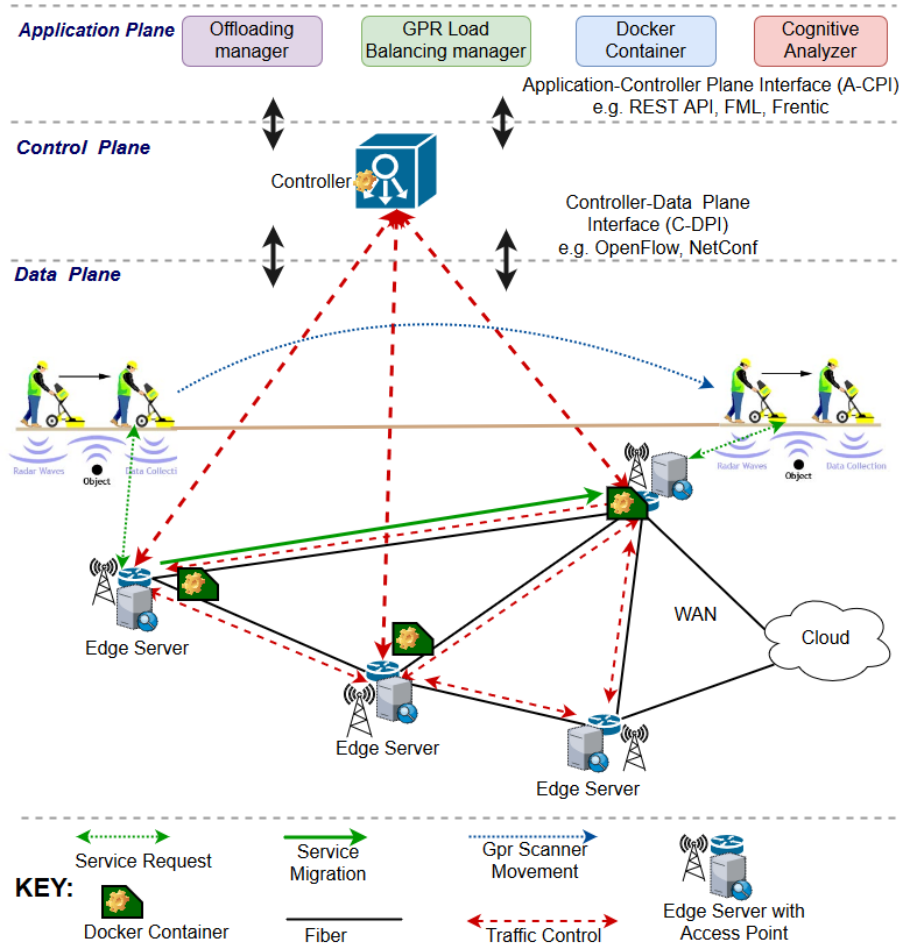 Application Plane
Offloading
manager
GPR Load
Balancing manager
Docker
Container
Cognitive
Analyzer
Application-Controller Plane Interface (A-CPI)
e.g. REST API, FML, Frentic
Control Plane
Controller
Controller-Data Plane
Interface (C-DPI)
e.g. OpenFlow, NetConf
Data Plane
Radar Waves
Object
Data Collecti
Radar Waves
Object
Data Collection
Edge Server
Edge Server
Edge Server
WAN
Cloud
KEY:
Service Request
Service
Migration
Gpr Scanner
Movement
Docker Container
Fiber
Traffic Control
Edge Server with
Access Point